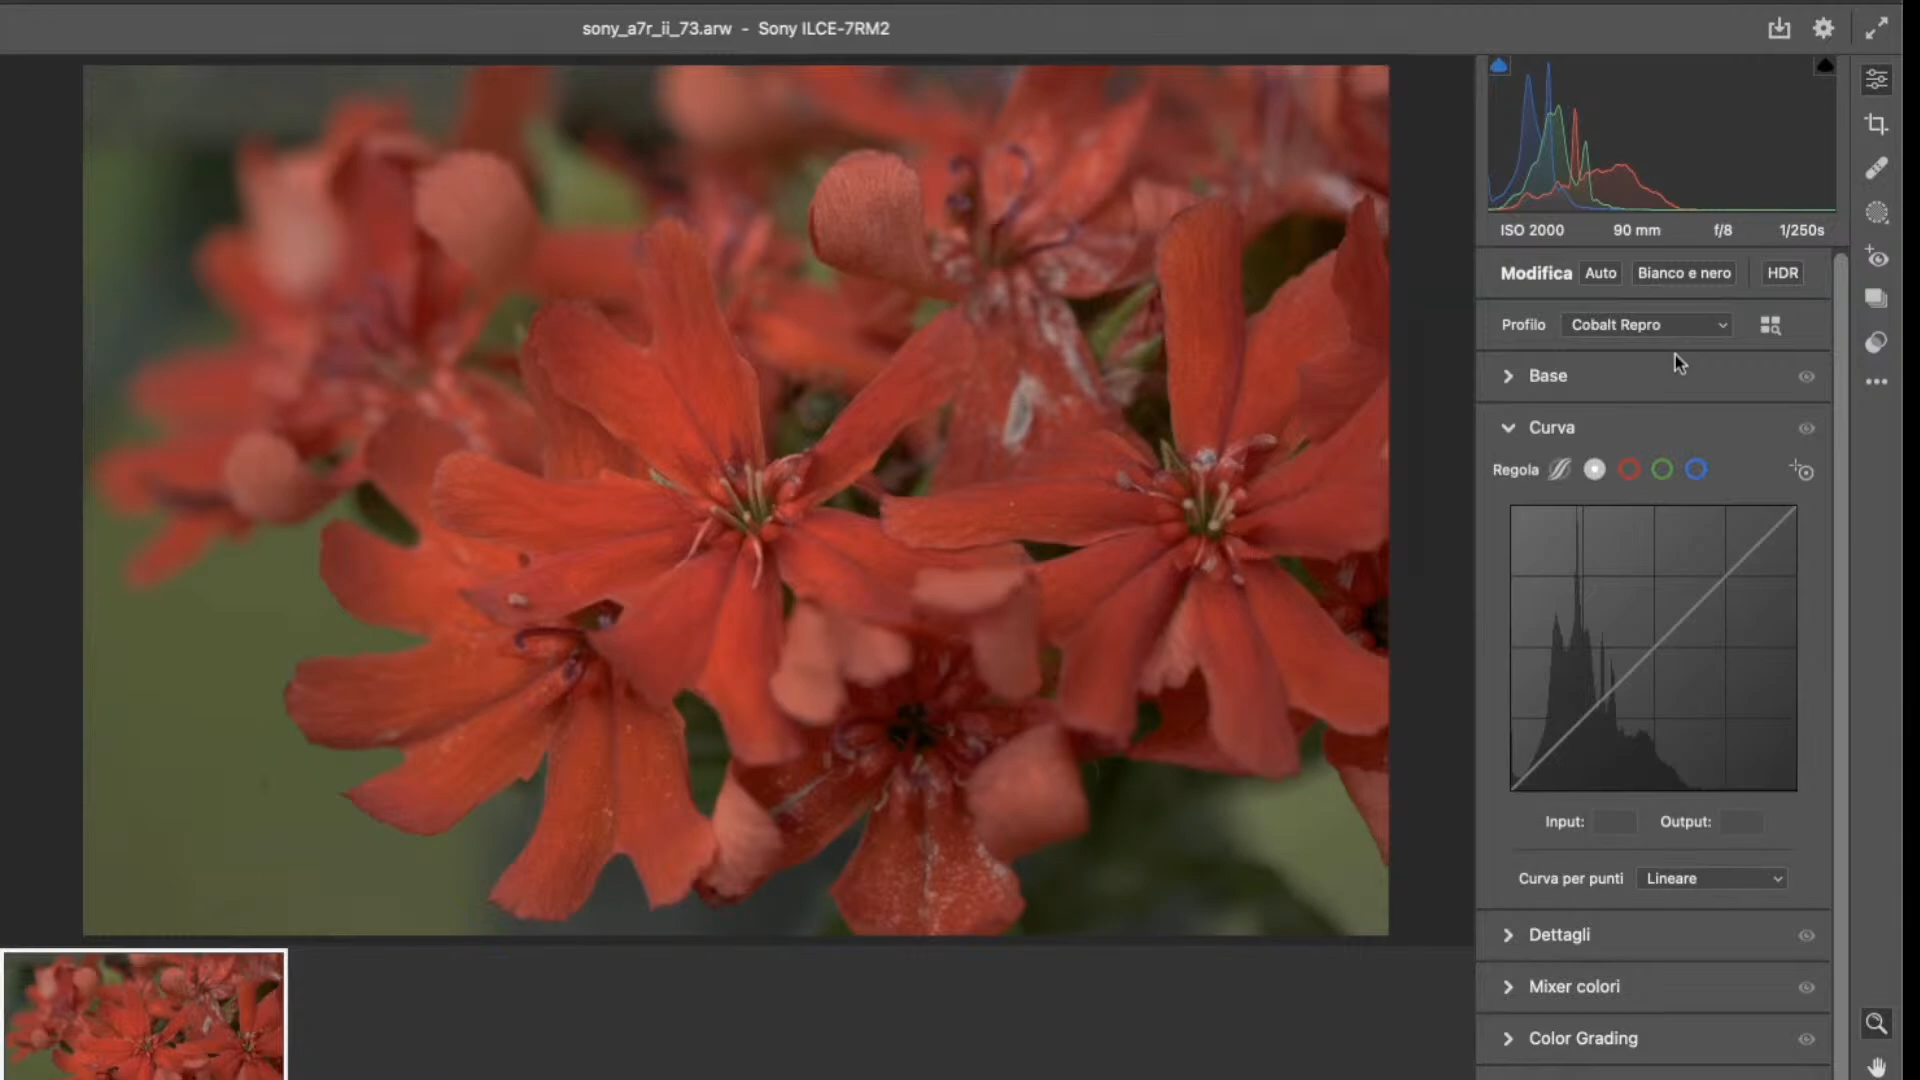 sony_a7r_ii_73.arw - Sony ILCE-7RM2
ISO 2000 90 mm f/8 1/250s
Modifica Auto Bianco e nero HDR
Profilo Cobalt Repro
Base
Curva
Regola
Input: Output:
Curva per punti Lineare
Dettagli
Mixer colori
Color Grading